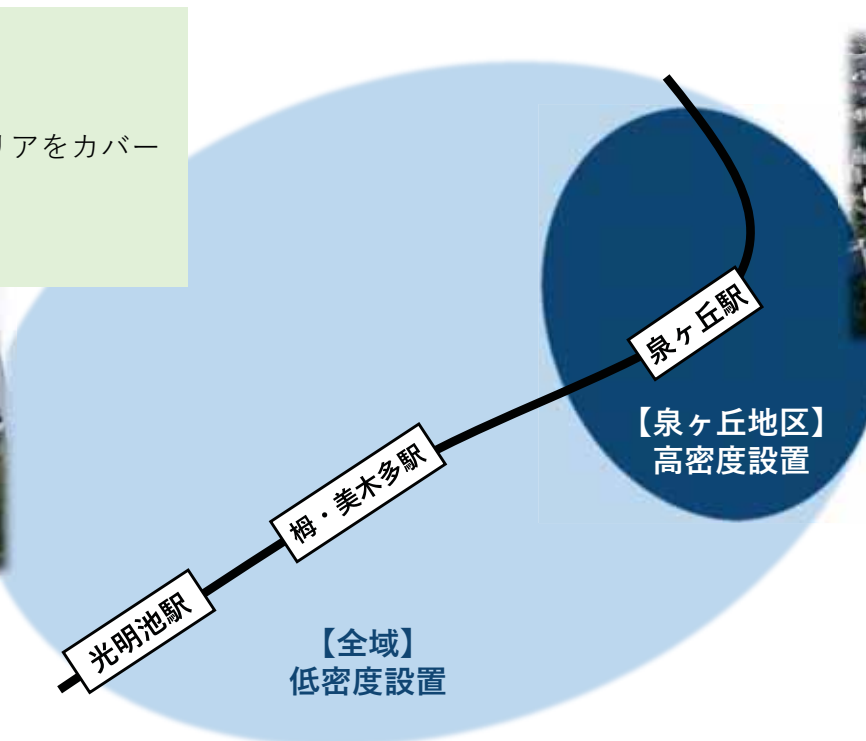 リアをカバー
泉ヶ丘駅
【泉ヶ丘地区】
高密度設置
栂・美木多駅
光明池駅
【全域】
低密度設置